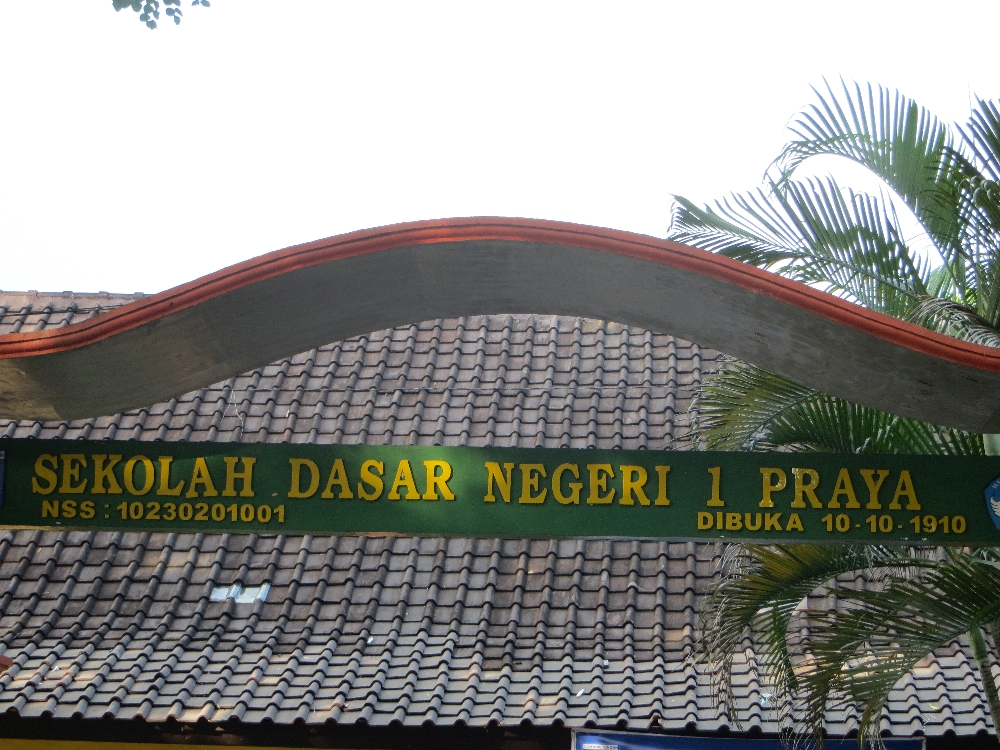 SEKOLAH DASAR NEGERI 1 PRAYA
NSS : 10230201001
DIBUKA 10-10-1910